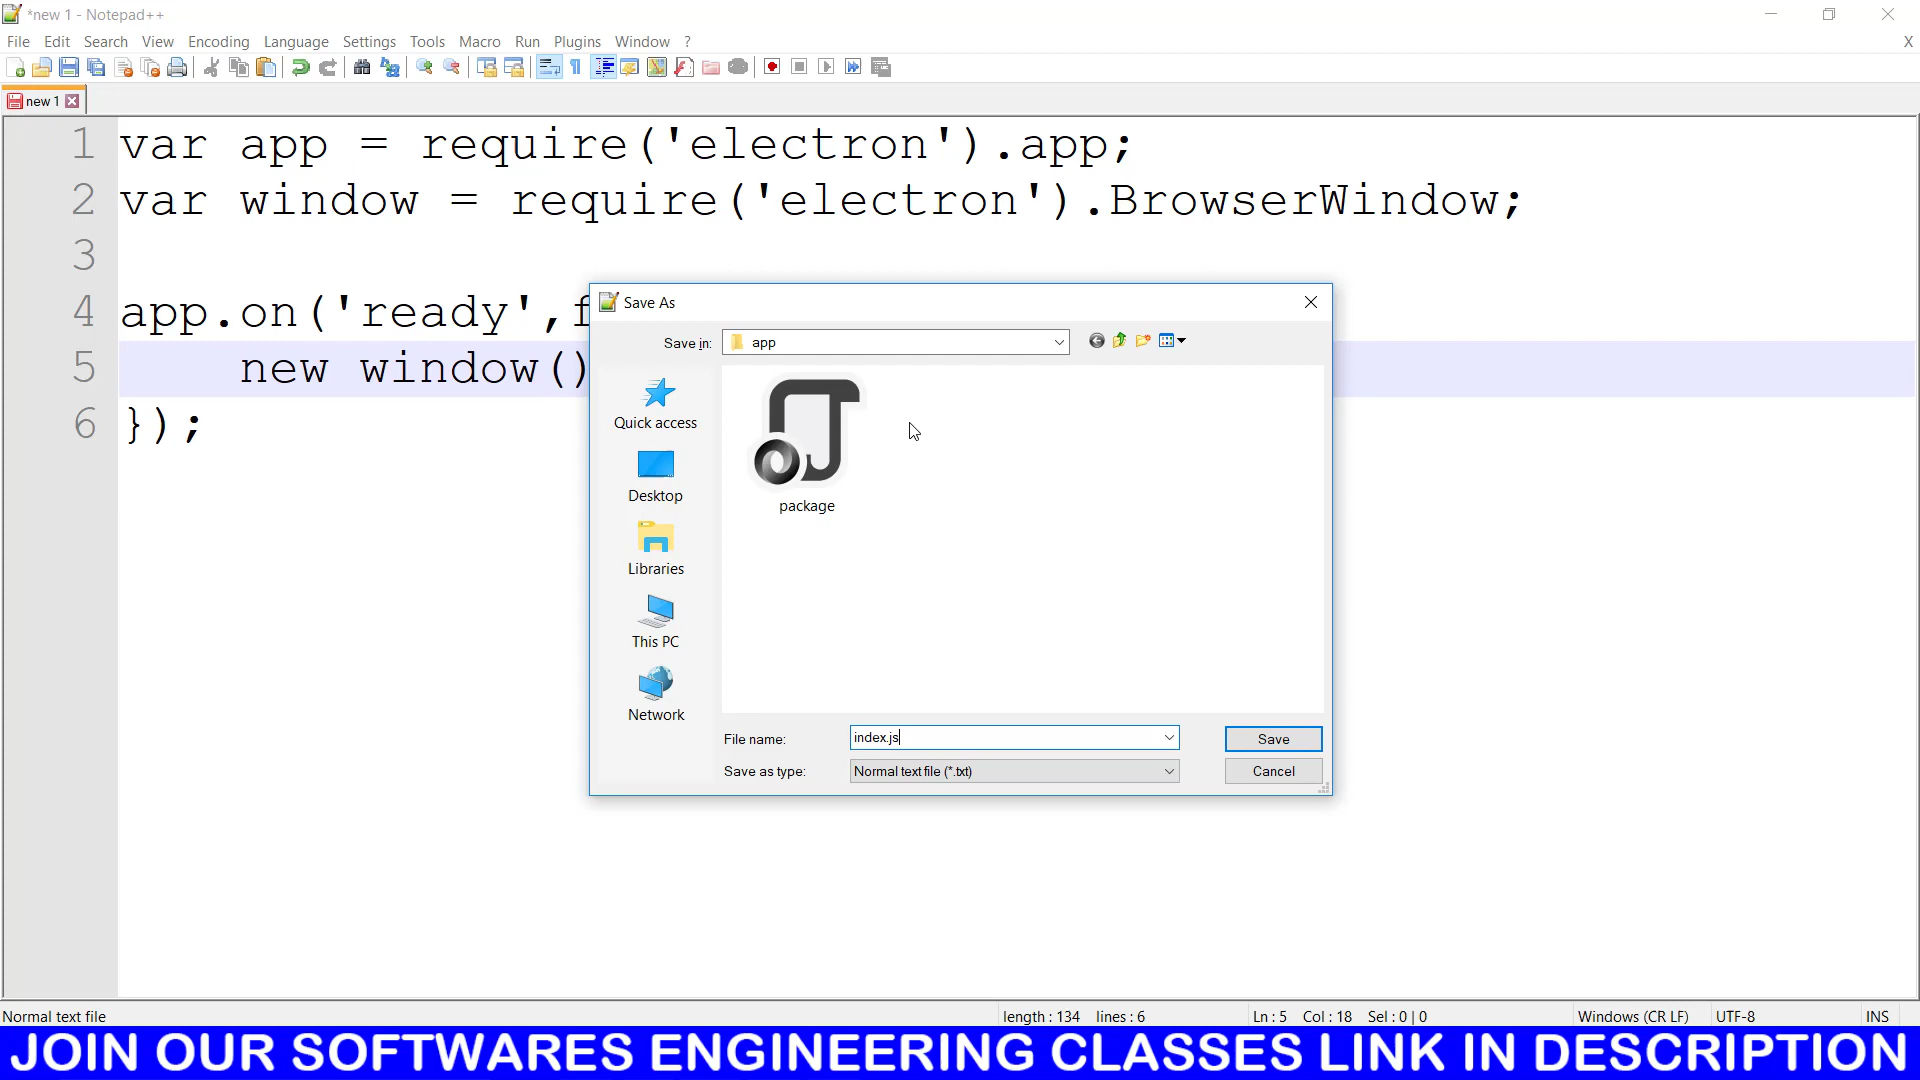 *new 1 - Notepad++
File Edit Search View Encoding Language Settings Tools Macro Run Plugins Window ? X
new 1
1 var app = require('electron').app;
2 var window = require('electron').BrowserWindow;
3
4 app.on('ready',f
5 new window()
6 });
Save As
Save in: app
Quick access
Desktop
Libraries
This PC
Network
package
File name: index.js Save
Save as type: Normal text file (*.txt) Cancel
Normal text file length : 134 lines : 6 Ln : 5 Col : 18 Sel : 0 | 0 Windows (CR LF) UTF-8 INS
JOIN OUR SOFTWARES ENGINEERING CLASSES LINK IN DESCRIPTION